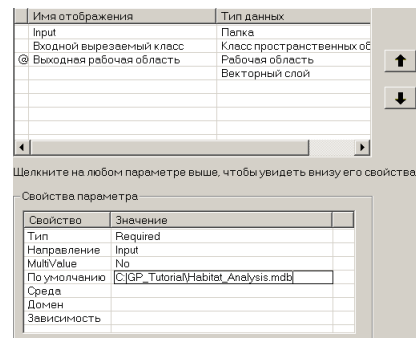 Имя отображения Тип данных
Input Папка
Входной вырезаемый класс Класс пространственных об
@ Выходная рабочая область Рабочая область
Векторный слой
Щелкните на любом параметре выше, чтобы увидеть внизу его свойства
Свойства параметра
Свойство Значение
Тип Required
Направление Input
MultiValue No
По умолчанию C:|GP_Tutorial\Habitat_Analysis.mdb
Среда
Домен
Зависимость